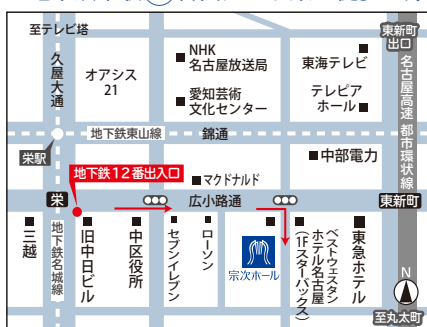 至テレビ塔
東新町
出口
久屋大通
オアシス
21
NHK
名古屋放送局
愛知芸術
文化センター
東海テレビ
テレピア
ホール
名古屋高速 都市環状線
地下鉄東山線
錦通
栄駅
中部電力
地下鉄12番出入口
マクドナルド
栄
広小路通
東新町
三越
地下鉄名城線
旧中日ビル
中区役所
セブンイレブン
ローソン
宗次ホール
ベストウェスタン
ホテル名古屋
(1Fスターバックス)
東急ホテル
N
至丸太町